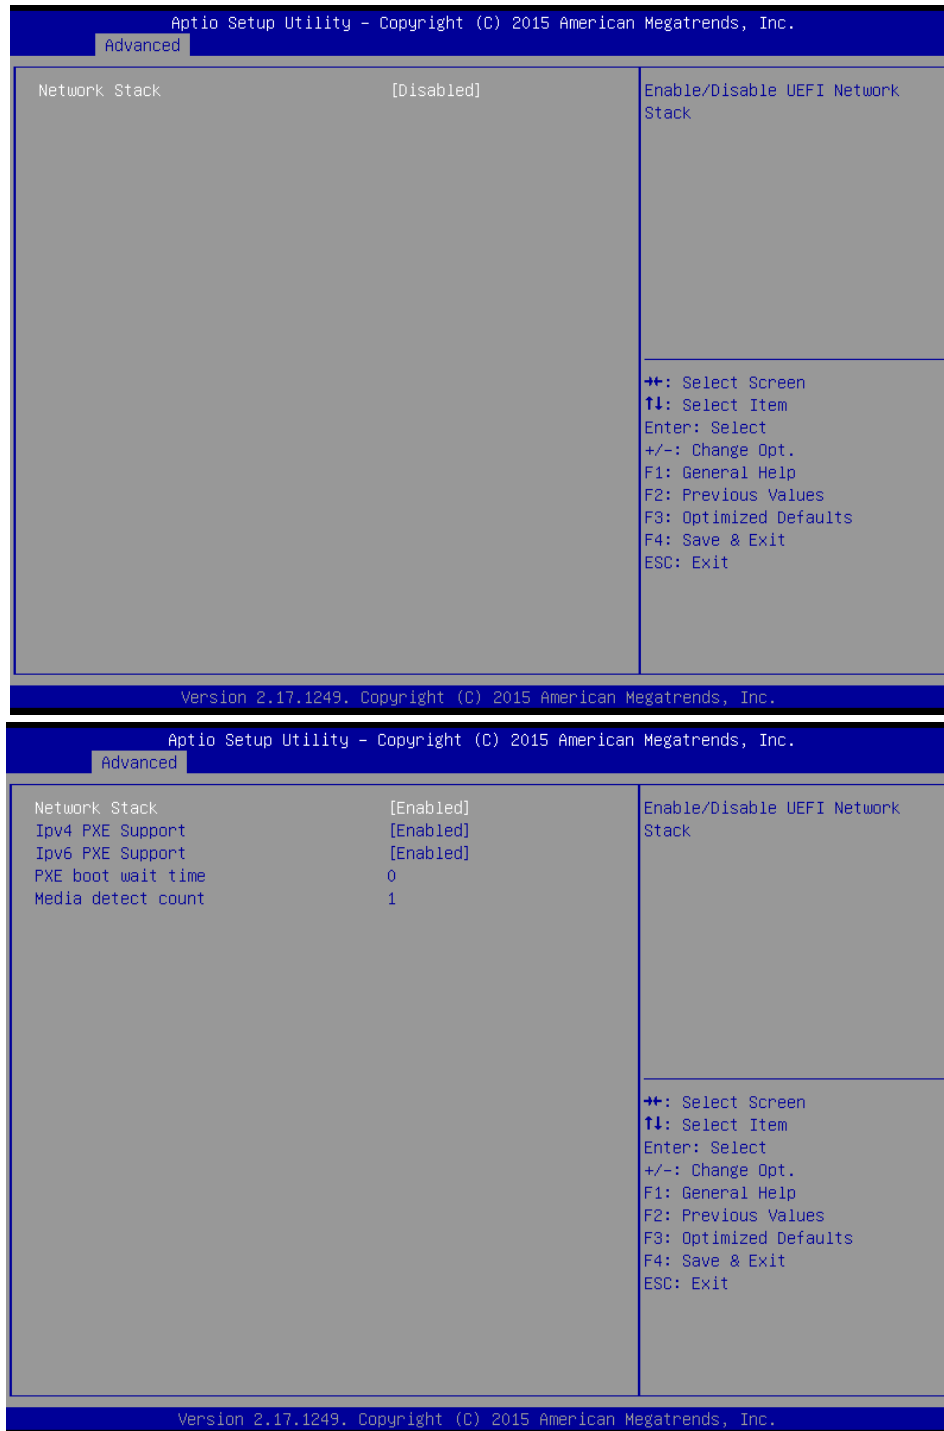 Aptio Setup Utility – Copyright (C) 2015 American Megatrends, Inc.
Advanced
Network Stack [Disabled]
Enable/Disable UEFI Network
Stack
→←: Select Screen
↑↓: Select Item
Enter: Select
+/-: Change Opt.
F1: General Help
F2: Previous Values
F3: Optimized Defaults
F4: Save & Exit
ESC: Exit
Version 2.17.1249. Copyright (C) 2015 American Megatrends, Inc.
Aptio Setup Utility – Copyright (C) 2015 American Megatrends, Inc.
Advanced
Network Stack [Enabled]
Ipv4 PXE Support [Enabled]
Ipv6 PXE Support [Enabled]
PXE boot wait time 0
Media detect count 1
Enable/Disable UEFI Network
Stack
→←: Select Screen
↑↓: Select Item
Enter: Select
+/-: Change Opt.
F1: General Help
F2: Previous Values
F3: Optimized Defaults
F4: Save & Exit
ESC: Exit
Version 2.17.1249. Copyright (C) 2015 American Megatrends, Inc.